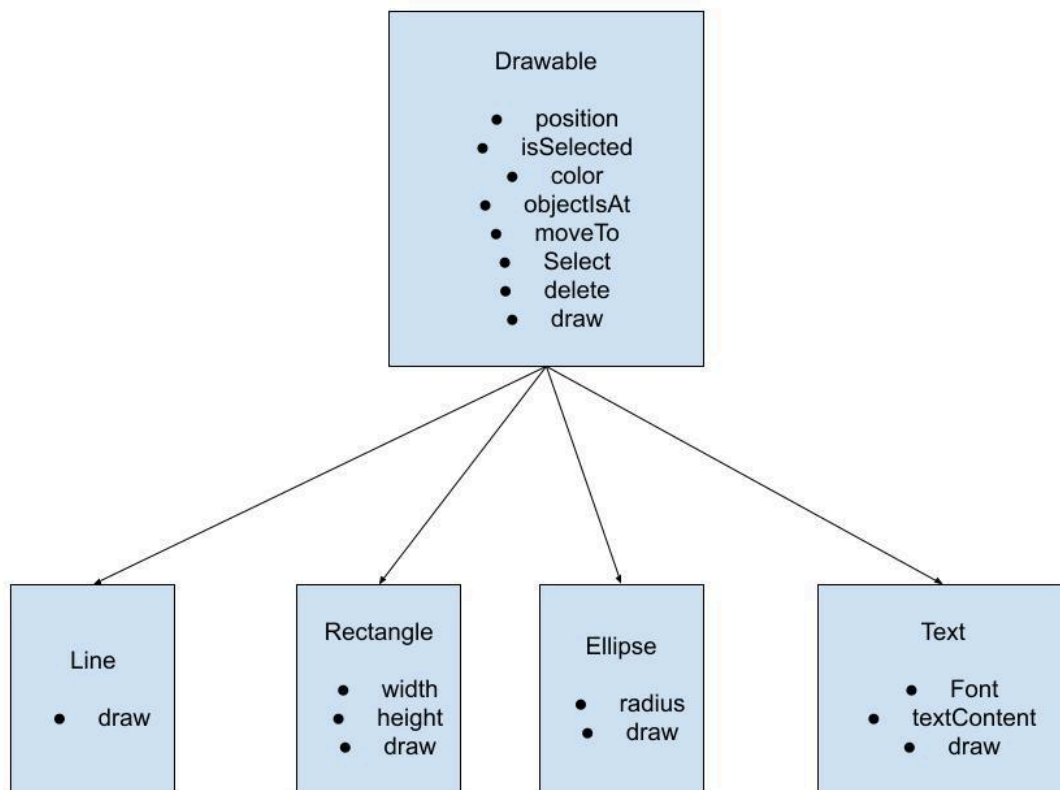 Drawable
● position
● isSelected
● color
● objectIsAt
● moveTo
● Select
● delete
● draw
Line
● draw
Rectangle
● width
● height
● draw
Ellipse
● radius
● draw
Text
● Font
● textContent
● draw